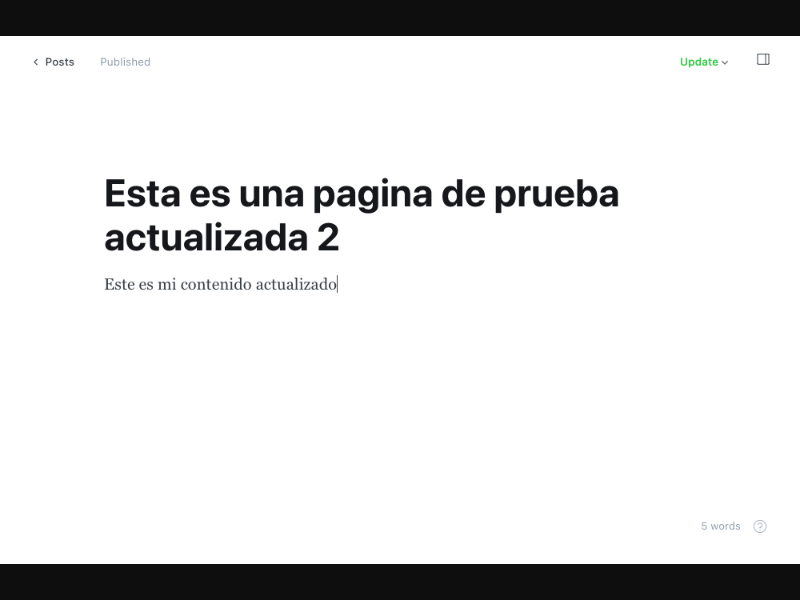 Posts Published Update
Esta es una pagina de prueba
actualizada 2
Este es mi contenido actualizado
5 words ?